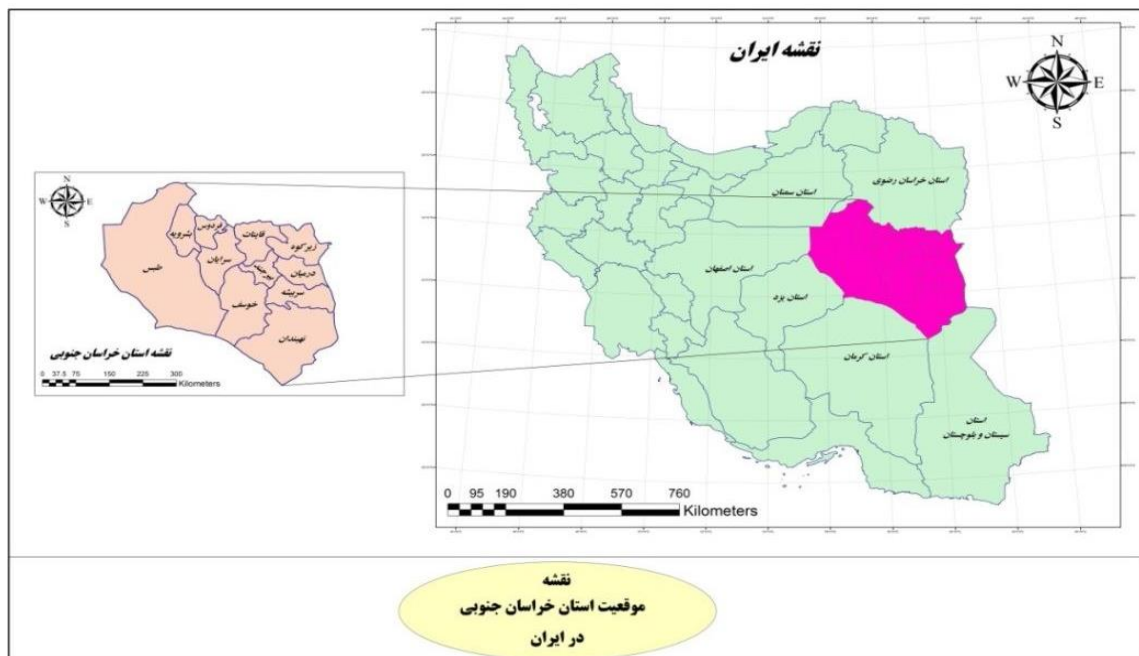 نقشه ایران
N
W
E
S
استان خراسان رضوی
استان سمنان
استان اصفهان
استان یزد
استان کرمان
استان
سیستان و بلوچستان
0 95 190 380 570 760
Kilometers
N
W
E
S
بشرویه
فردوس
قاینات
زیرکوه
سرایان
طبس
درمیان
سربیشه
خوسف
نهبندان
نقشه استان خراسان جنوبی
0 37.5 75 150 225 300
Kilometers
نقشه
موقعیت استان خراسان جنوبی
در ایران